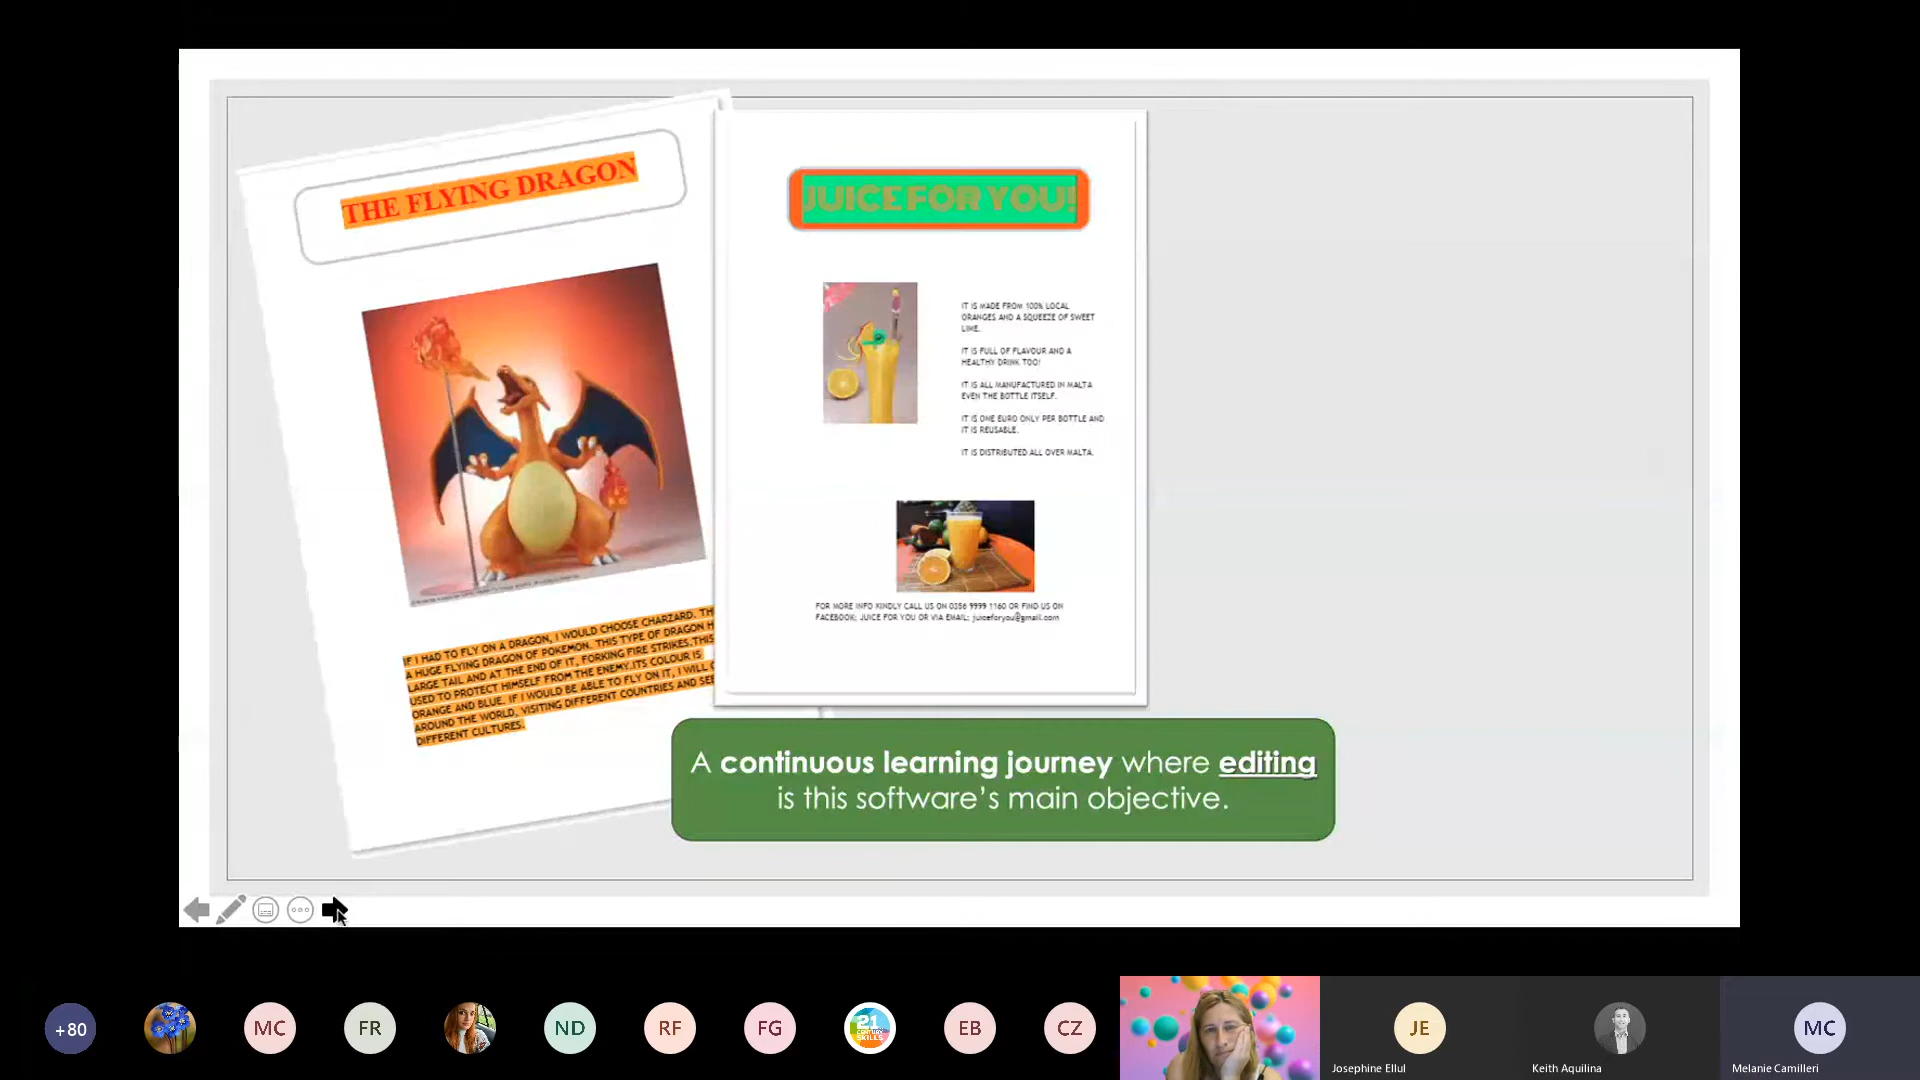 THE FLYING DRAGON
IF I HAD TO FLY ON A DRAGON, I WOULD CHOOSE CHARZARD. TH
A HUGE FLYING DRAGON OF POKEMON. THIS TYPE OF DRAGON H
LARGE TAIL AND AT THE END OF IT, FORKING FIRE STRIKES.THIS
USED TO PROTECT HIMSELF FROM THE ENEMY.ITS COLOUR IS
ORANGE AND BLUE. IF I WOULD BE ABLE TO FLY ON IT, I WILL
AROUND THE WORLD, VISITING DIFFERENT COUNTRIES AND SEE
DIFFERENT CULTURES.
JUICE FOR YOU!
IT IS MADE FROM 100% LOCAL
ORANGES AND A SQUEEZE OF SWEET
LIME.
IT IS FULL OF FLAVOUR AND A
HEALTHY DRINK TOO!
IT IS ALL MANUFACTURED IN MALTA
EVEN THE BOTTLE ITSELF.
IT IS ONE EURO ONLY PER BOTTLE AND
IT IS REUSABLE.
IT IS DISTRIBUTED ALL OVER MALTA.
FOR MORE INFO KINDLY CALL US ON 0356 9999 1160 OR FIND US ON
FACEBOOK; JUICE FOR YOU OR VIA EMAIL; juiceforyou@gmail.com
A continuous learning journey where editing
is this software's main objective.
+80
MC
FR
ND
RF
FG
21
CENTURY
SKILLS
EB
CZ
JE
Josephine Ellul
Keith Aquilina
MC
Melanie Camilleri